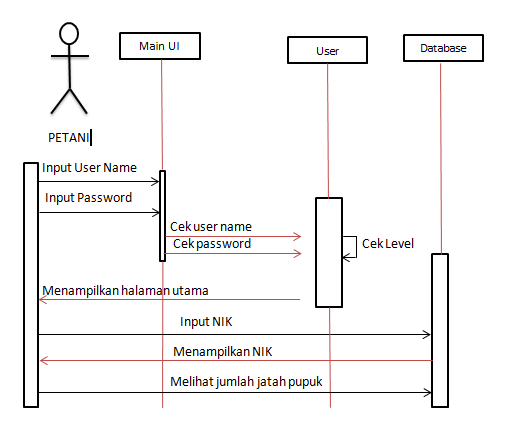 Main UI
User
Database
PETANI
Input User Name
Input Password
Cek user name
Cek password
Cek Level
Menampilkan halaman utama
Input NIK
Menampilkan NIK
Melihat jumlah jatah pupuk